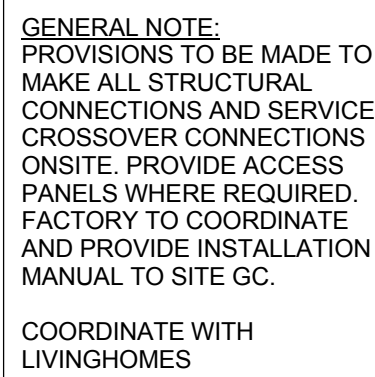 GENERAL NOTE:
PROVISIONS TO BE MADE TO
MAKE ALL STRUCTURAL
CONNECTIONS AND SERVICE
CROSSOVER CONNECTIONS
ONSITE. PROVIDE ACCESS
PANELS WHERE REQUIRED.
FACTORY TO COORDINATE
AND PROVIDE INSTALLATION
MANUAL TO SITE GC.
COORDINATE WITH
LIVINGHOMES